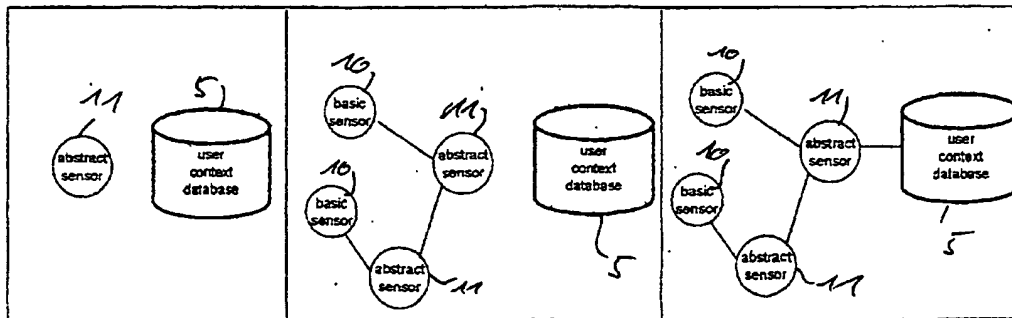 11
5
abstract
sensor
user
context
database
10
basic
sensor
11
abstract
sensor
10
basic
sensor
abstract
sensor
11
user
context
database
5
10
basic
sensor
11
abstract
sensor
10
basic
sensor
abstract
sensor
11
user
context
database
5